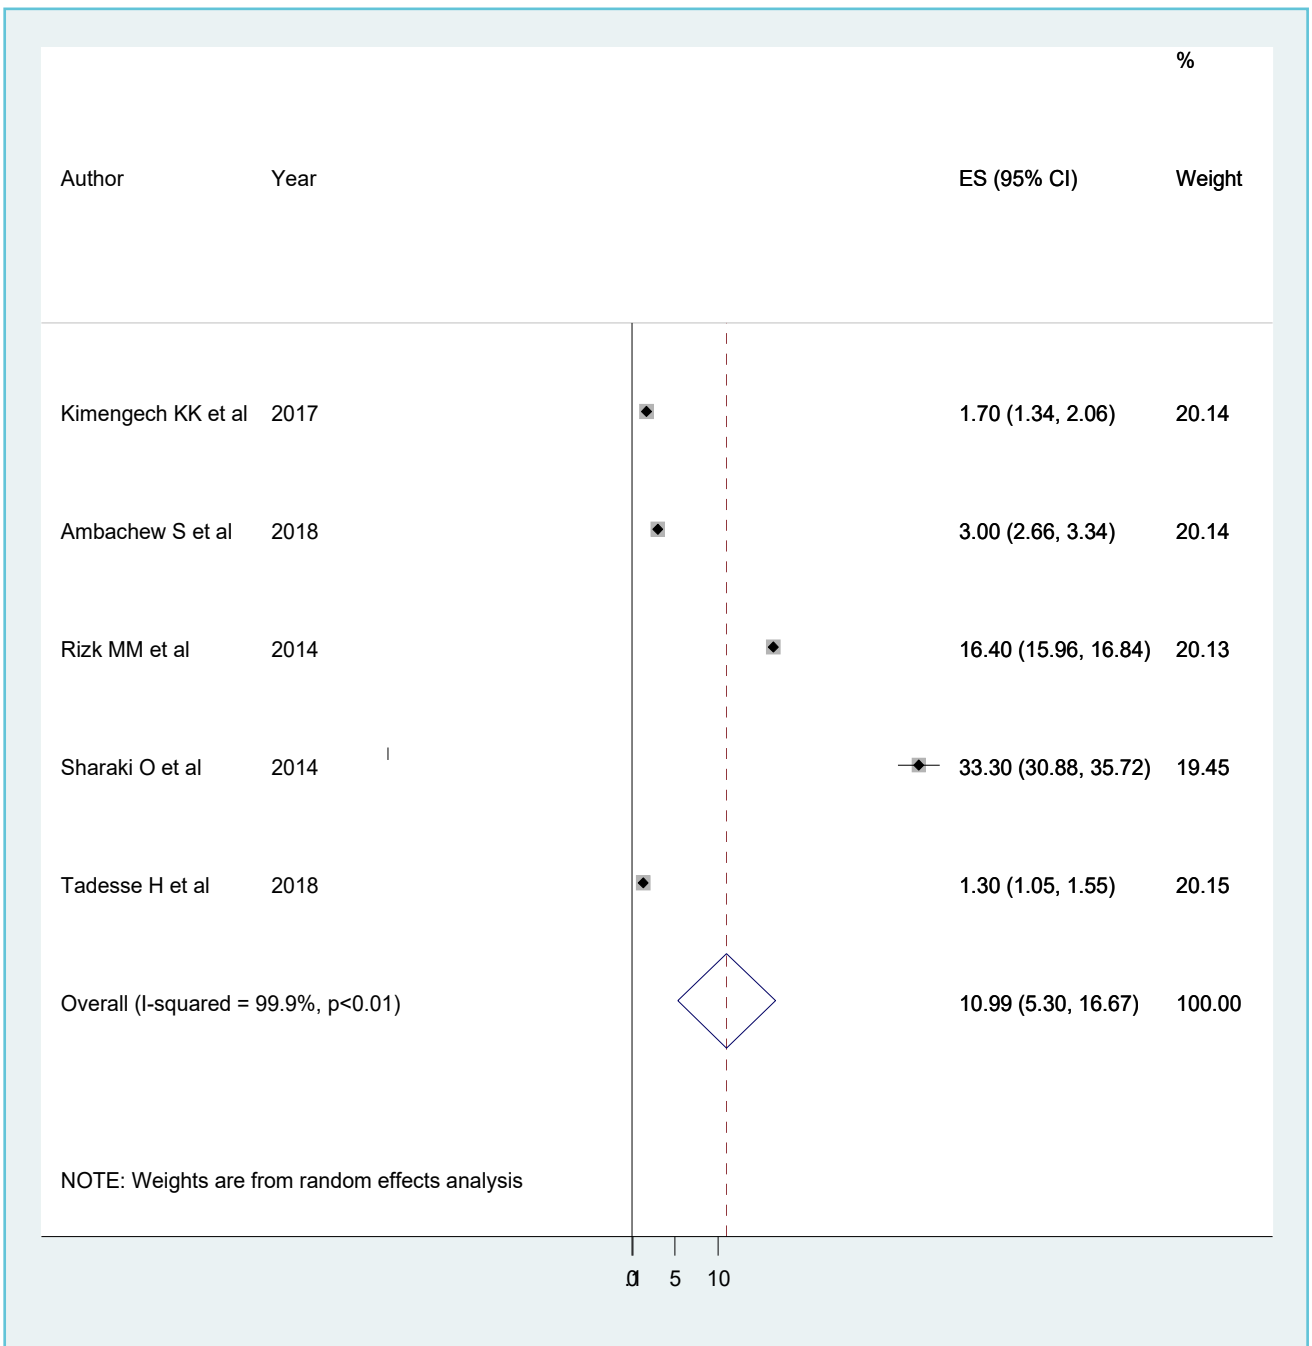 %
Author Year ES (95% CI) Weight
Kimengech KK et al 2017 1.70 (1.34, 2.06) 20.14
Ambachew S et al 2018 3.00 (2.66, 3.34) 20.14
Rizk MM et al 2014 16.40 (15.96, 16.84) 20.13
Sharaki O et al 2014 33.30 (30.88, 35.72) 19.45
Tadesse H et al 2018 1.30 (1.05, 1.55) 20.15
Overall (I-squared = 99.9%, p<0.01) 10.99 (5.30, 16.67) 100.00
NOTE: Weights are from random effects analysis
0 .1 5 10